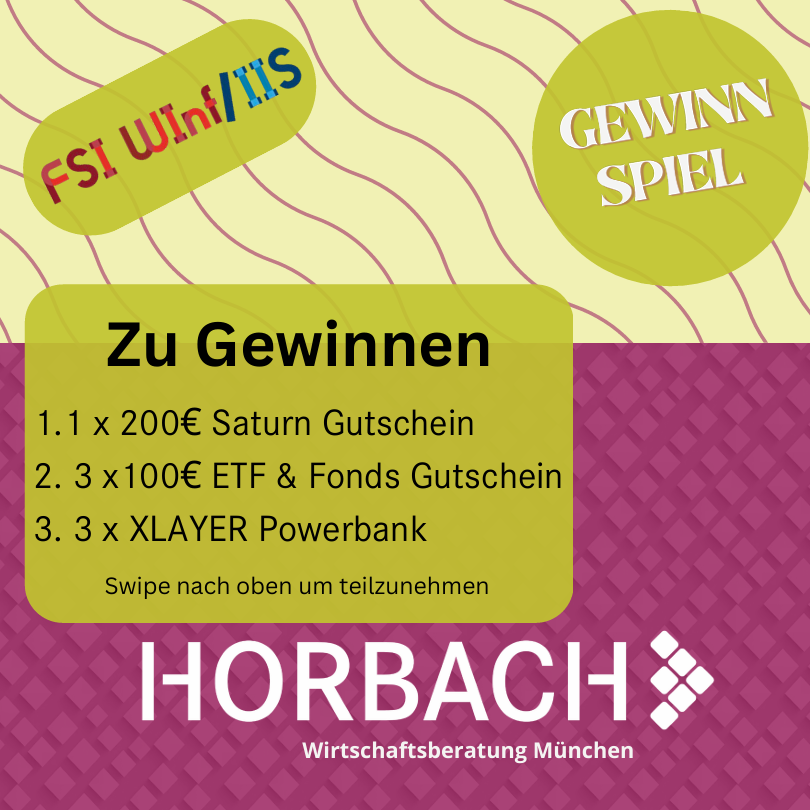 FSI WInf/IIS
GEWINN
SPIEL
Zu Gewinnen
1.1 x 200€ Saturn Gutschein
2. 3 x100€ ETF & Fonds Gutschein
3. 3 x XLAYER Powerbank
Swipe nach oben um teilzunehmen
HORBACH
Wirtschaftsberatung München